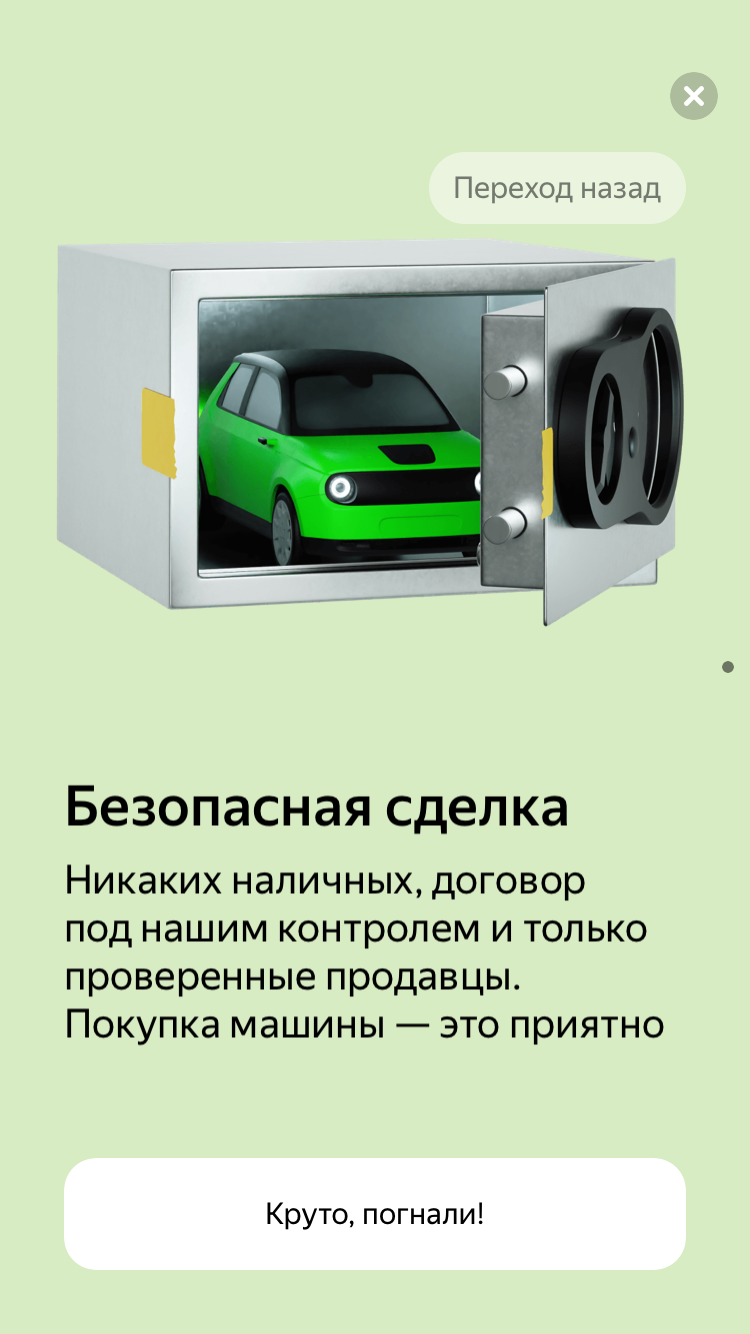 Переход назад
Безопасная сделка
Никаких наличных, договор
под нашим контролем и только
проверенные продавцы.
Покупка машины — это приятно
Круто, погнали!